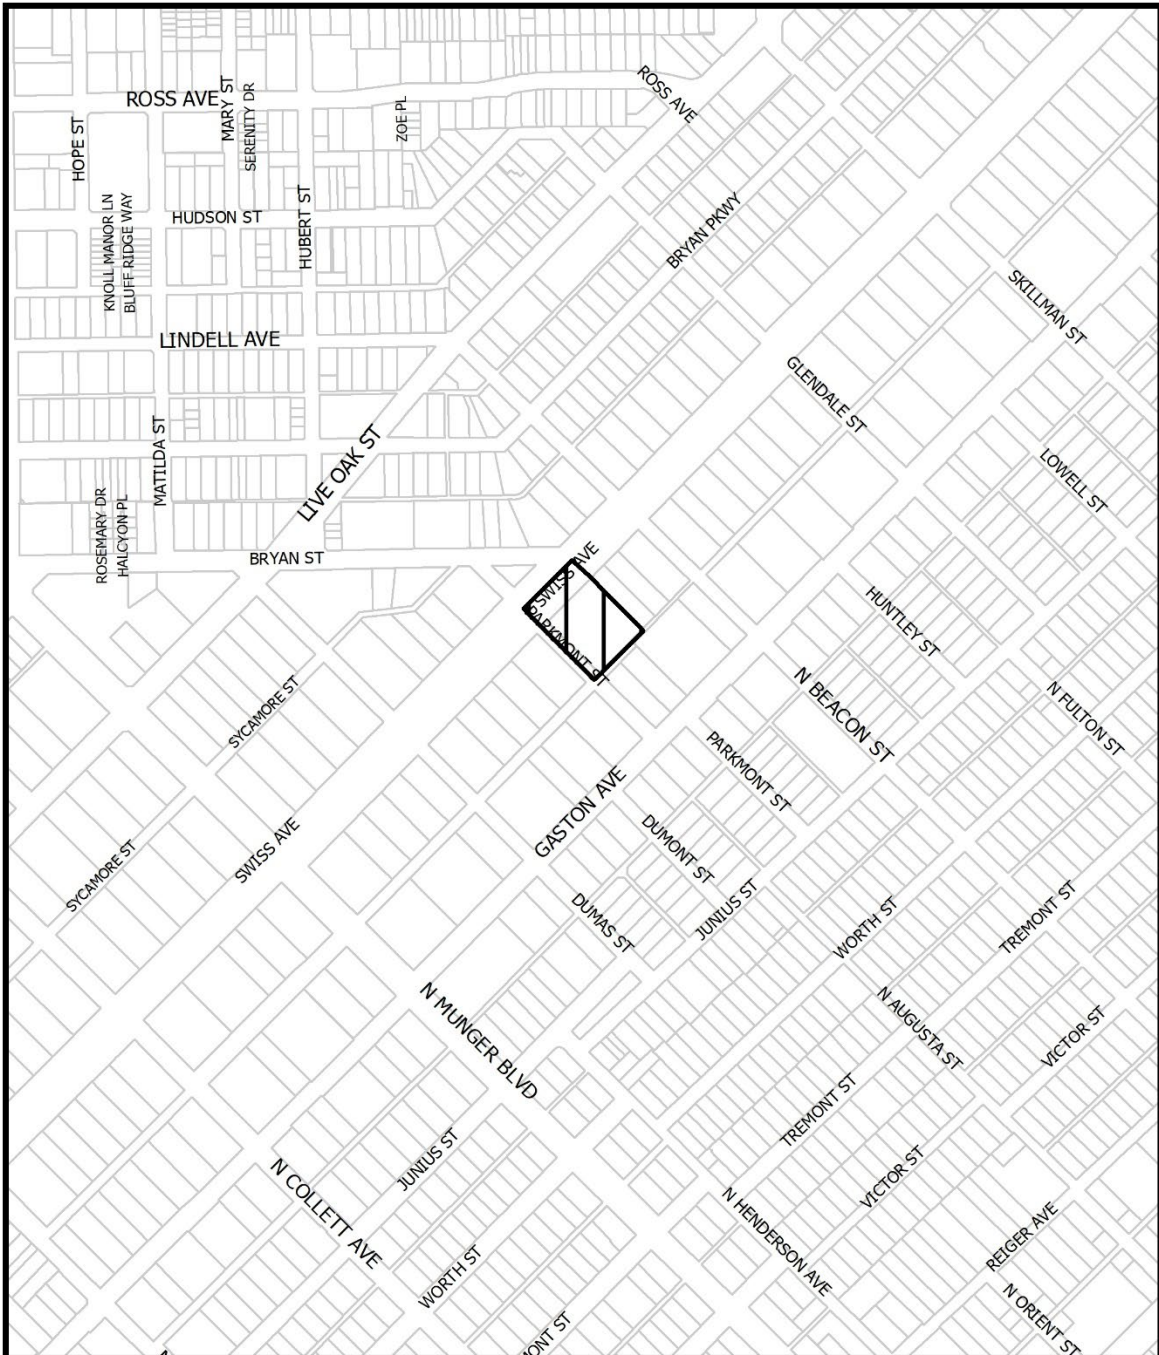 ROSS AVE
ROSS AVE
MARY ST
SERENITY DR
ZOE PL
HOPE ST
HUDSON ST
HUBERT ST
KNOLL MANOR LN
BLUFF RIDGE WAY
BRYAN PKWY
SKILLMAN ST
LINDELL AVE
GLENDALE ST
MATILDA ST
LIVE OAK ST
LOWELL ST
ROSEMARY DR
HALCYON PL
BRYAN ST
SWISS AVE
PARKMONT ST
HUNTLEY ST
SYCAMORE ST
N BEACON ST
N FULTON ST
PARKMONT ST
GASTON AVE
SWISS AVE
SYCAMORE ST
DUMONT ST
DUMAS ST
JUNIUS ST
WORTH ST
TREMONT ST
N MUNGER BLVD
N AUGUSTA ST
VICTOR ST
TREMONT ST
JUNIUS ST
N COLLETT AVE
VICTOR ST
N HENDERSON AVE
REIGER AVE
WORTH ST
N ORIENT ST
MONT ST